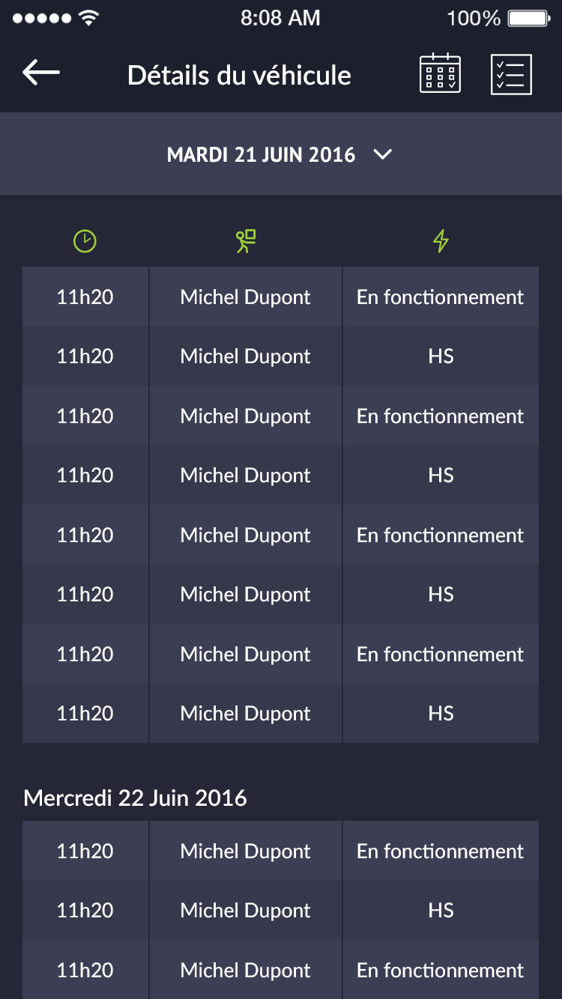 8:08 AM 100%
Détails du véhicule
MARDI 21 JUIN 2016
11h20 Michel Dupont En fonctionnement
11h20 Michel Dupont HS
11h20 Michel Dupont En fonctionnement
11h20 Michel Dupont HS
11h20 Michel Dupont En fonctionnement
11h20 Michel Dupont HS
11h20 Michel Dupont En fonctionnement
11h20 Michel Dupont HS
Mercredi 22 Juin 2016
11h20 Michel Dupont En fonctionnement
11h20 Michel Dupont HS
11h20 Michel Dupont En fonctionnement